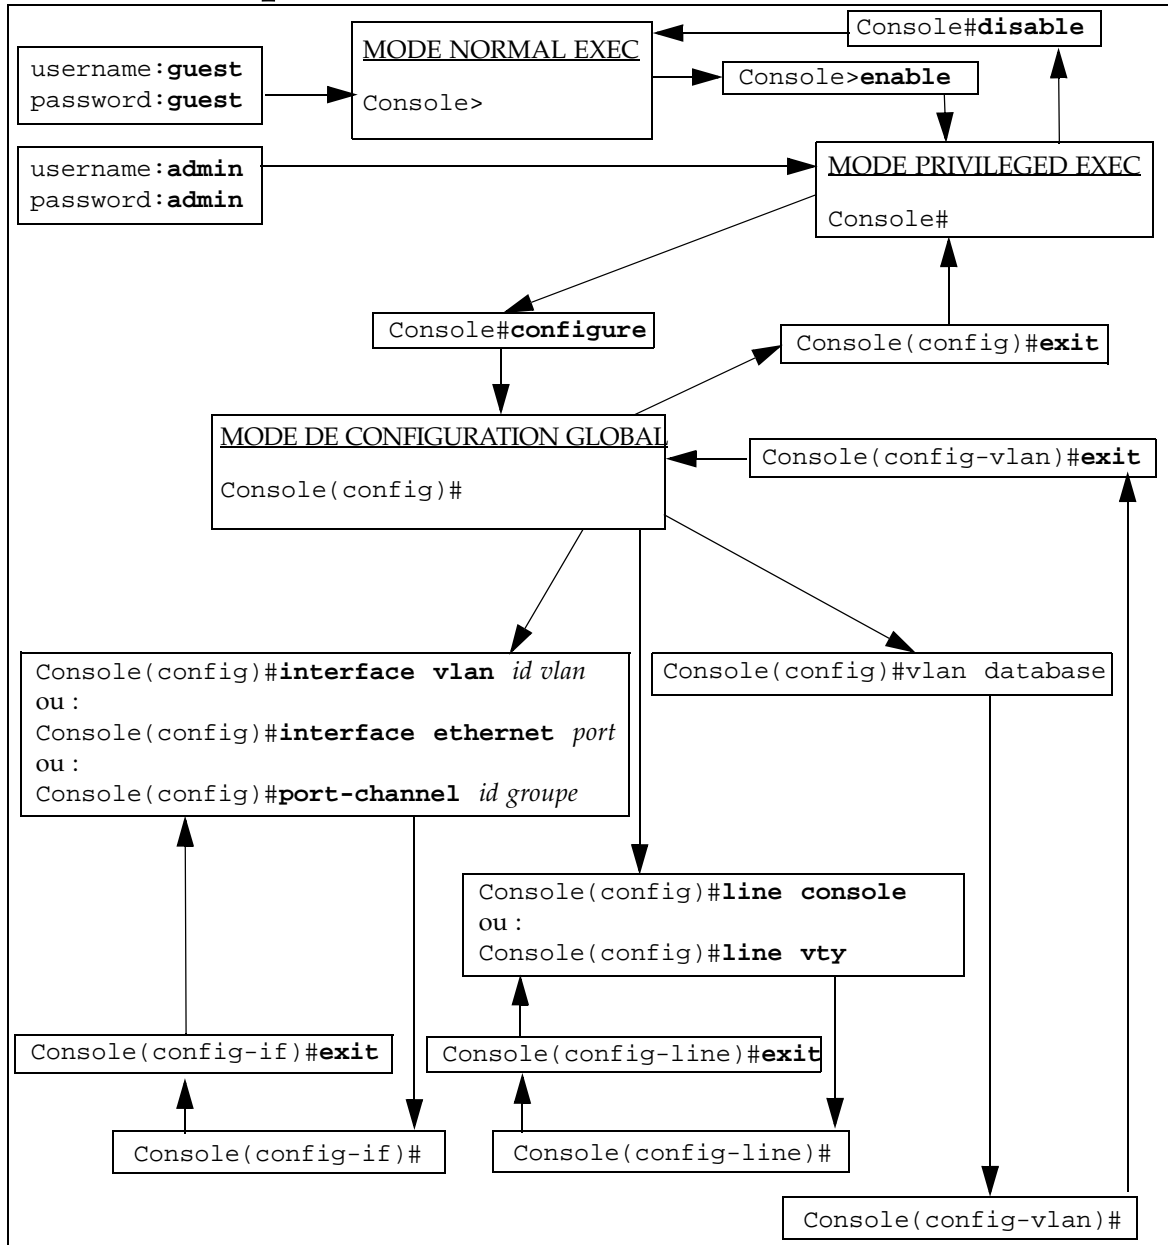 Console#disable
MODE NORMAL EXEC
Console>
username:guest
password:guest
Console>enable
username:admin
password:admin
MODE PRIVILEGED EXEC
Console#
Console#configure
Console(config)#exit
MODE DE CONFIGURATION GLOBAL
Console(config)#
Console(config-vlan)#exit
Console(config)#interface vlan id vlan
ou :
Console(config)#interface ethernet port
ou :
Console(config)#port-channel id groupe
Console(config)#vlan database
Console(config)#line console
ou :
Console(config)#line vty
Console(config-if)#exit
Console(config-line)#exit
Console(config-if)#
Console(config-line)#
Console(config-vlan)#